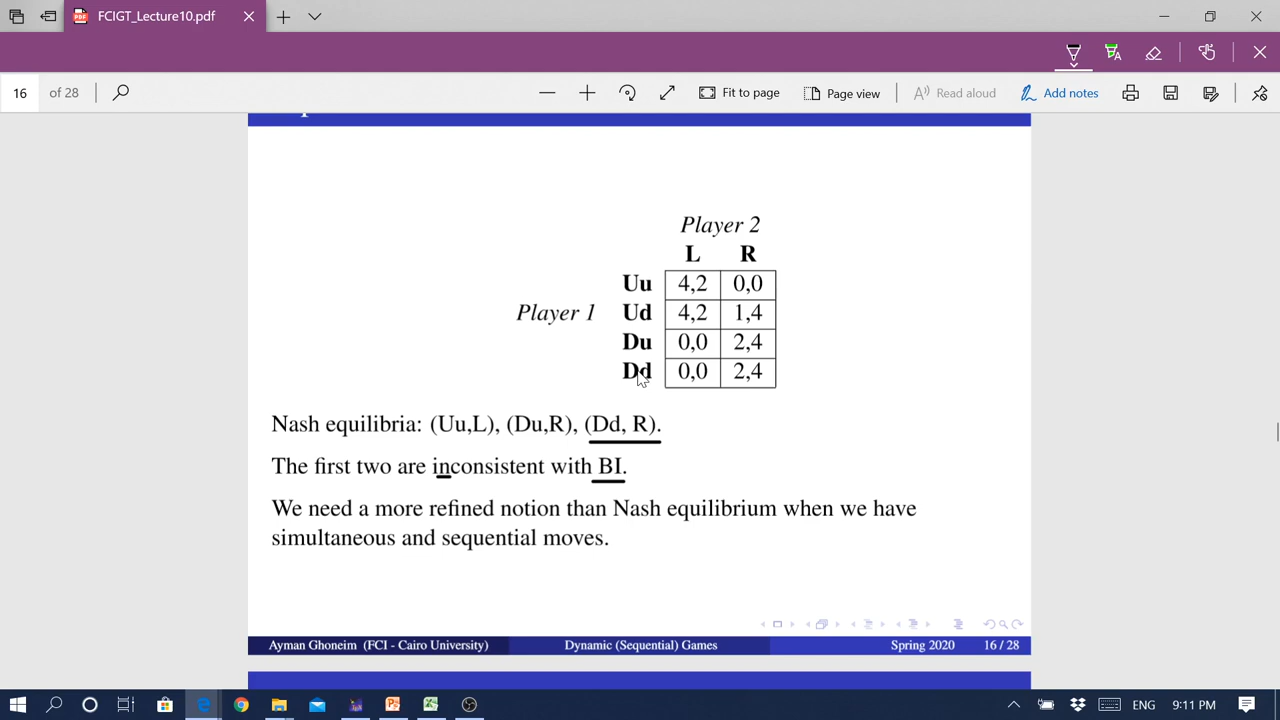 FCIGT_Lecture10.pdf
16 of 28
Fit to page
Page view
Read aloud
Add notes
Player 2
L R
Uu 4,2 0,0
Player 1 Ud 4,2 1,4
Du 0,0 2,4
Dd 0,0 2,4
Nash equilibria: (Uu,L), (Du,R), (Dd, R).
The first two are inconsistent with BI.
We need a more refined notion than Nash equilibrium when we have
simultaneous and sequential moves.
Ayman Ghoneim (FCI - Cairo University) Dynamic (Sequential) Games Spring 2020 16 / 28
ENG 9:11 PM